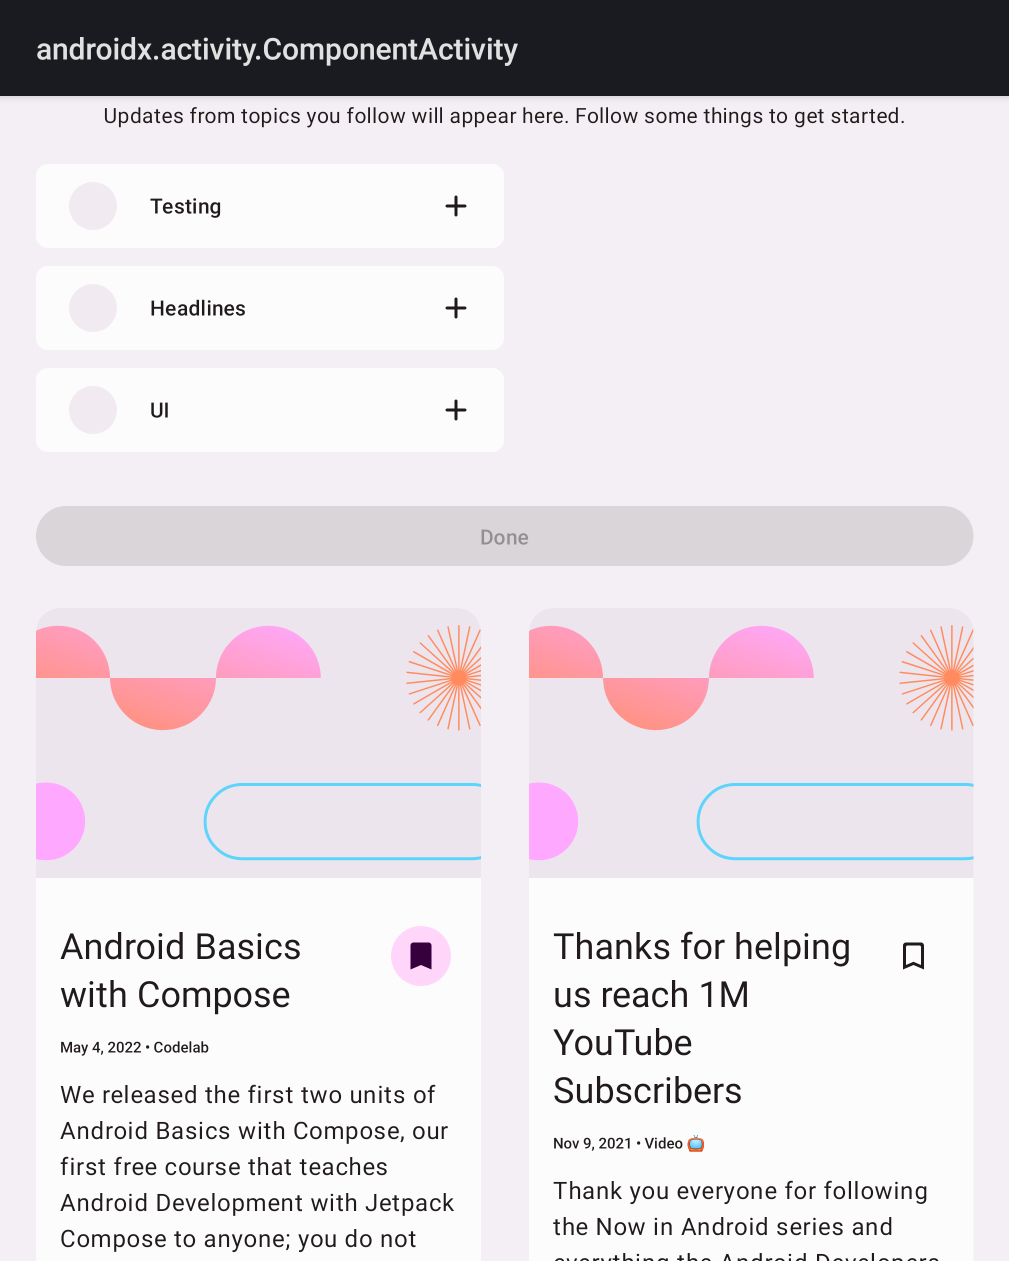 androidx.activity.ComponentActivity
Updates from topics you follow will appear here. Follow some things to get started.
Testing
Headlines
UI
Done
Android Basics
with Compose
May 4, 2022 • Codelab
We released the first two units of
Android Basics with Compose, our
first free course that teaches
Android Development with Jetpack
Compose to anyone; you do not
Thanks for helping
us reach 1M
YouTube
Subscribers
Nov 9, 2021 • Video 📺
Thank you everyone for following
the Now in Android series and
everything the Android Developers